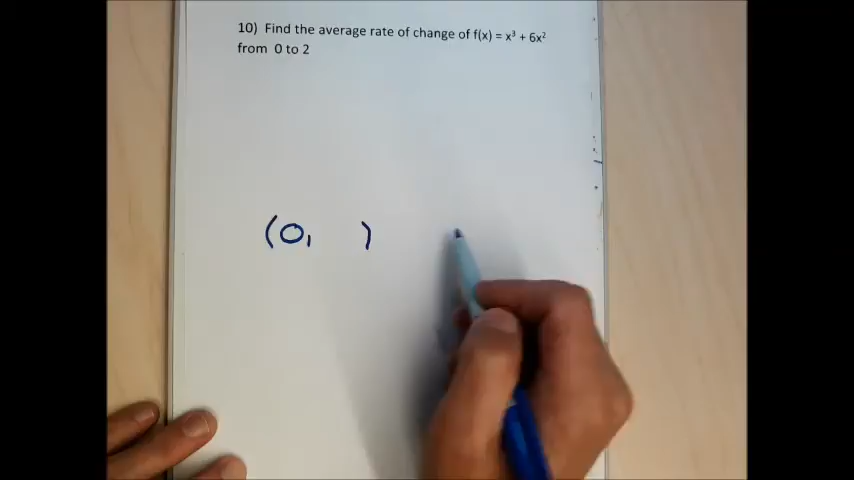 10) Find the average rate of change of f(x) = x³ + 6x²
from 0 to 2
(0, )